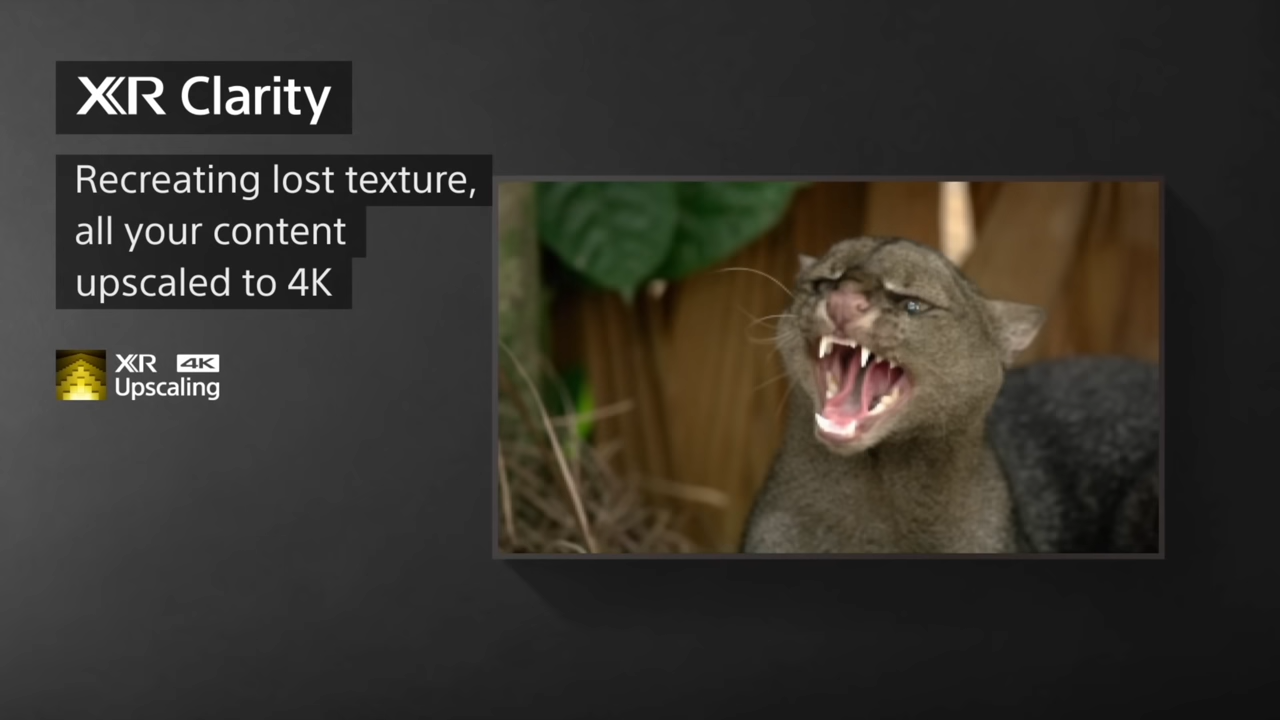 XR Clarity
Recreating lost texture,
all your content
upscaled to 4K
XR 4K
Upscaling